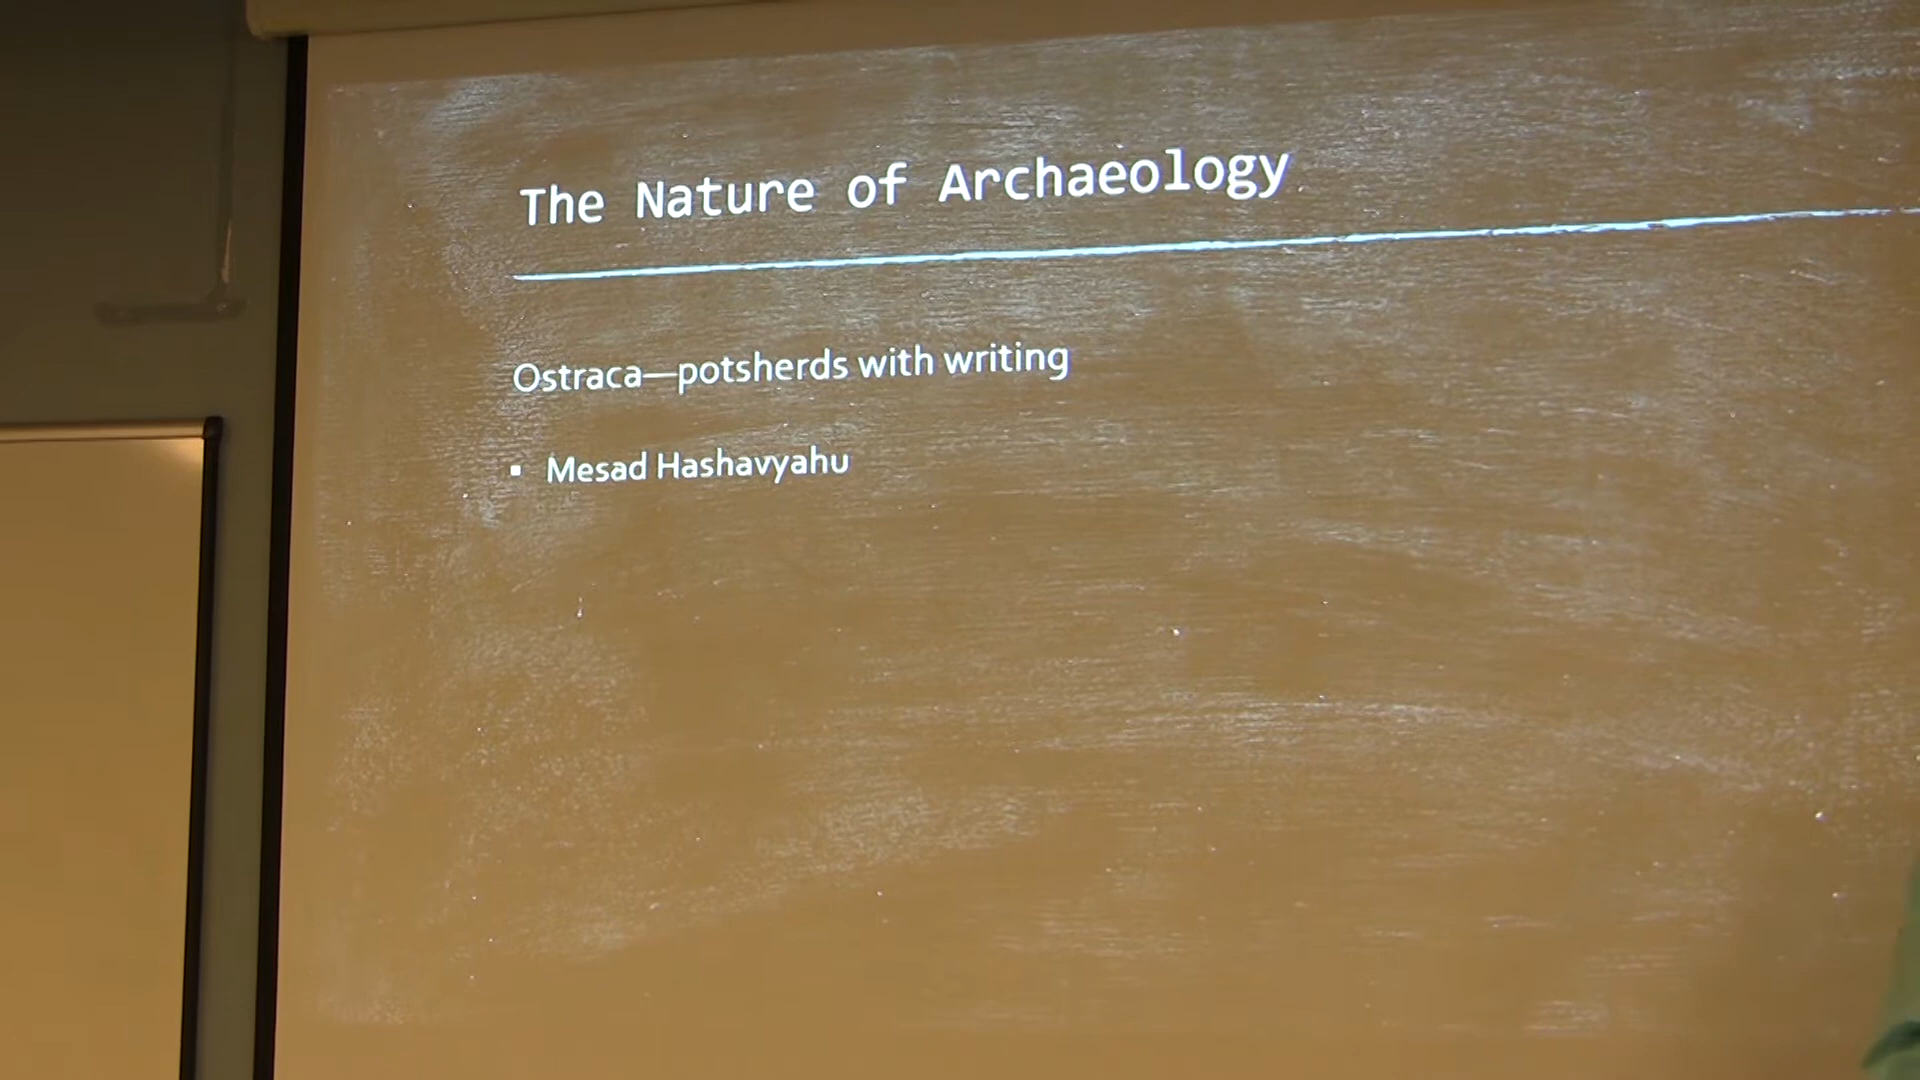 The Nature of Archaeology
Ostraca—potsherds with writing
▪ Mesad Hashavyahu